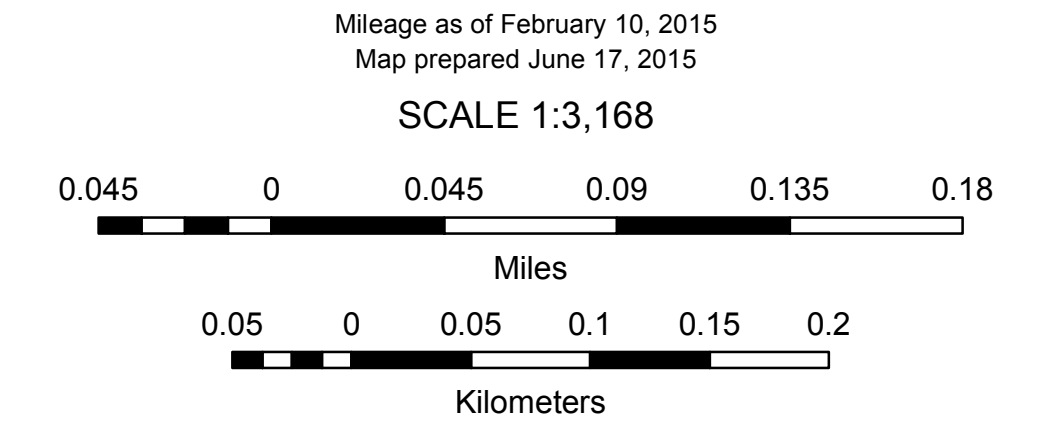 Mileage as of February 10, 2015
Map prepared June 17, 2015
SCALE 1:3,168
0.045 0 0.045 0.09 0.135 0.18
Miles
0.05 0 0.05 0.1 0.15 0.2
Kilometers